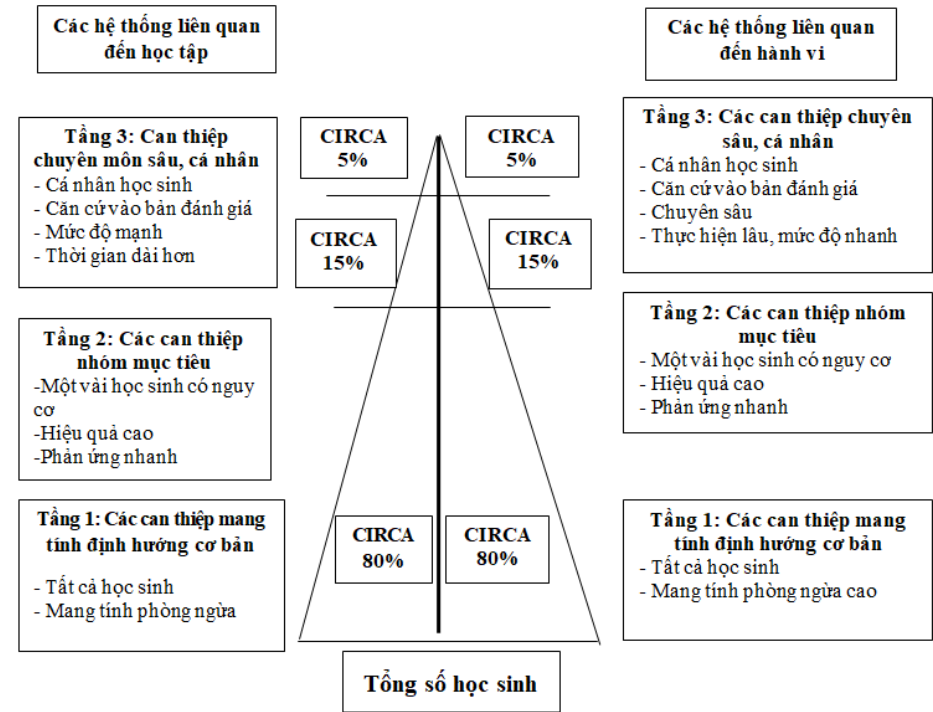 Các hệ thống liên quan
đến học tập
Các hệ thống liên quan
đến hành vi
Tầng 3: Can thiệp
chuyên môn sâu, cá nhân
- Cá nhân học sinh
- Căn cứ vào bản đánh giá
- Mức độ mạnh
- Thời gian dài hơn
CIRCA
5%
CIRCA
5%
Tầng 3: Các can thiệp chuyên
sâu, cá nhân
- Cá nhân học sinh
- Căn cứ vào bản đánh giá
- Chuyên sâu
- Thực hiện lâu, mức độ nhanh
CIRCA
15%
CIRCA
15%
Tầng 2: Các can thiệp
nhóm mục tiêu
-Một vài học sinh có nguy
cơ
-Hiệu quả cao
-Phản ứng nhanh
Tầng 2: Các can thiệp nhóm
mục tiêu
- Một vài học sinh có nguy cơ
- Hiệu quả cao
- Phản ứng nhanh
Tầng 1: Các can thiệp mang
tính định hướng cơ bản
- Tất cả học sinh
- Mang tính phòng ngừa
CIRCA
80%
CIRCA
80%
Tầng 1: Các can thiệp mang
tính định hướng cơ bản
- Tất cả học sinh
- Mang tính phòng ngừa cao
Tổng số học sinh